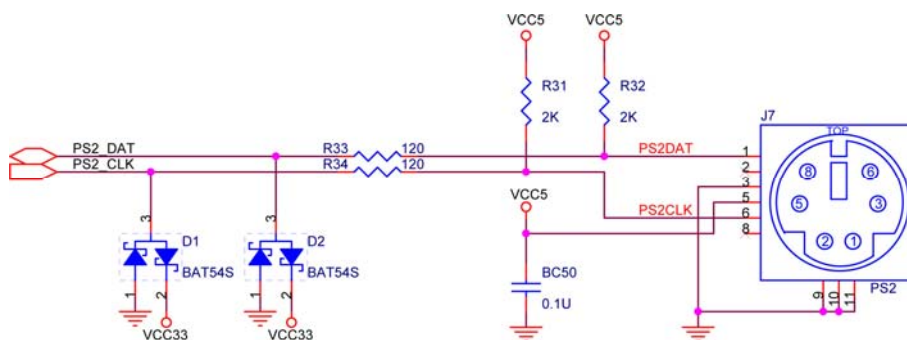 VCC5 VCC5
R31 R32
2K 2K
J7
TOP
PS2_DAT R33 120 PS2DAT 1
PS2_CLK R34 120 2
3
5
PS2CLK 6
8
8 6
5 3
2 1
VCC5
3 3
D1 D2
BAT54S BAT54S
1 2 1 2
BC50
0.1U
PS2
9 10 11
VCC33 VCC33